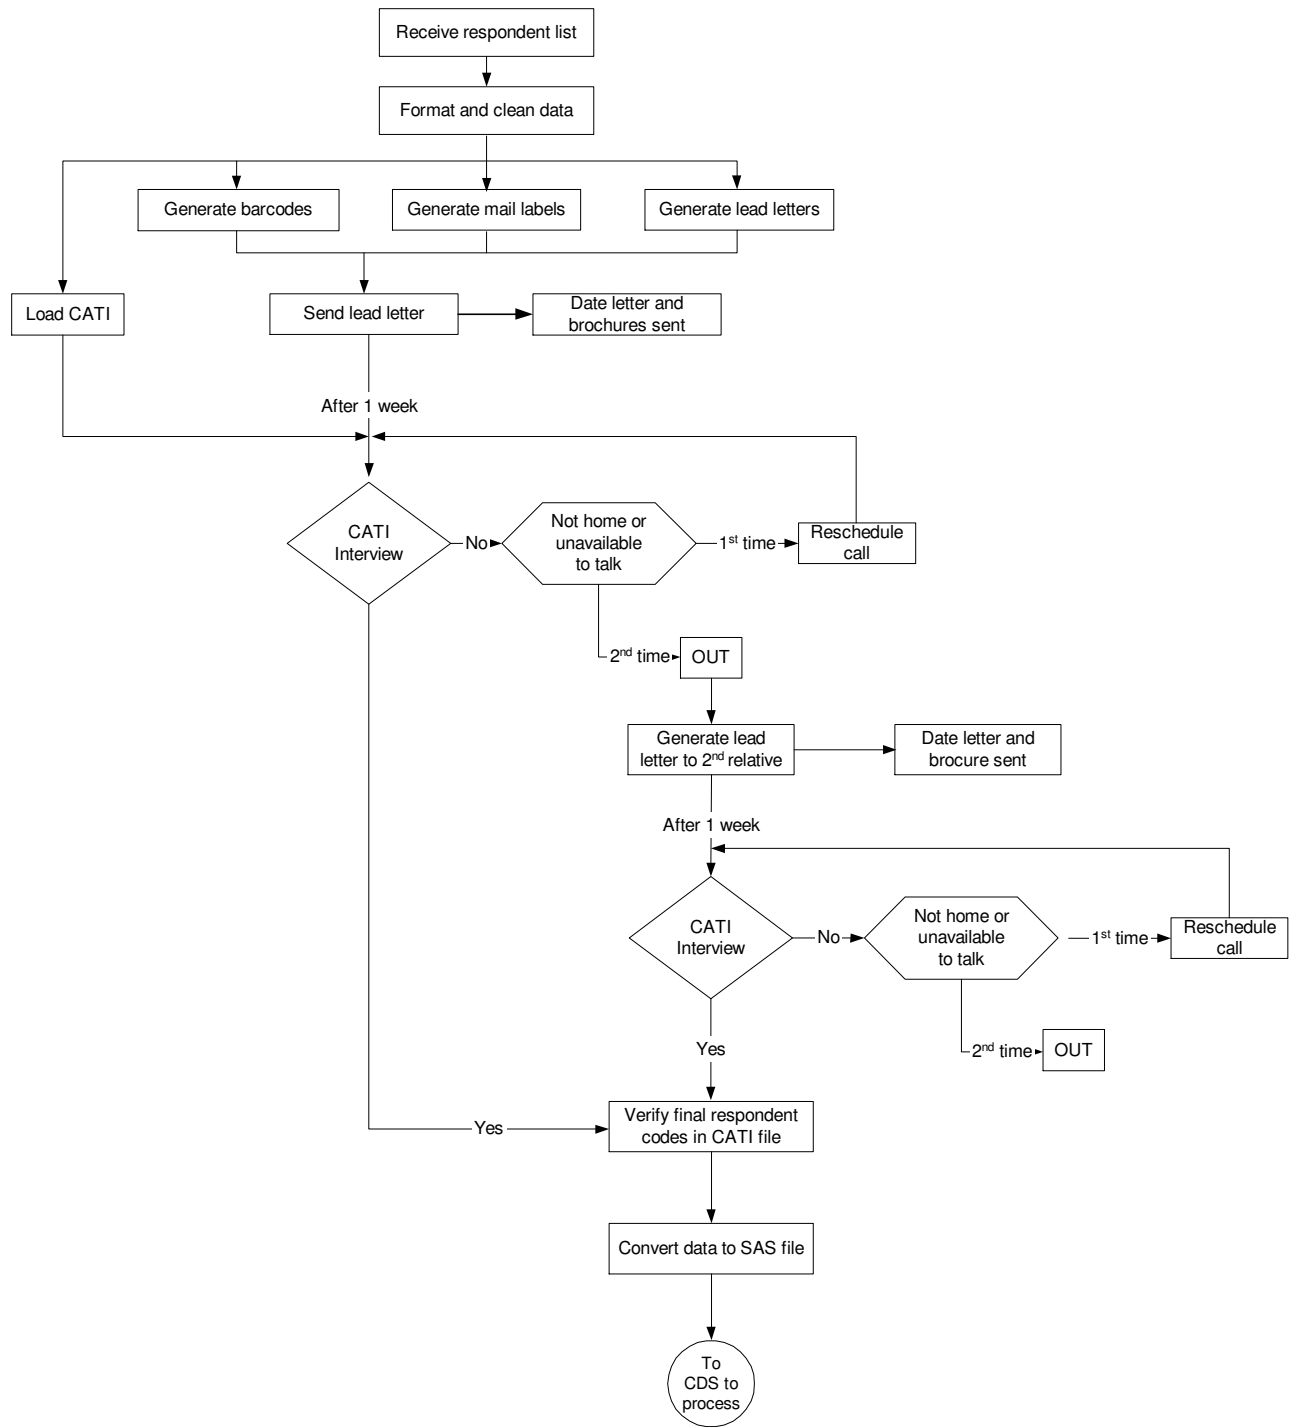 Receive respondent list
Format and clean data
Generate barcodes
Generate mail labels
Generate lead letters
Load CATI
Send lead letter
Date letter and
brochures sent
After 1 week
CATI
Interview
No
Not home or
unavailable
to talk
1st time
Reschedule
call
2nd time
OUT
Generate lead
letter to 2nd relative
Date letter and
brocure sent
After 1 week
CATI
Interview
No
Not home or
unavailable
to talk
1st time
Reschedule
call
2nd time
OUT
Yes
Yes
Verify final respondent
codes in CATI file
Convert data to SAS file
To
CDS to
process